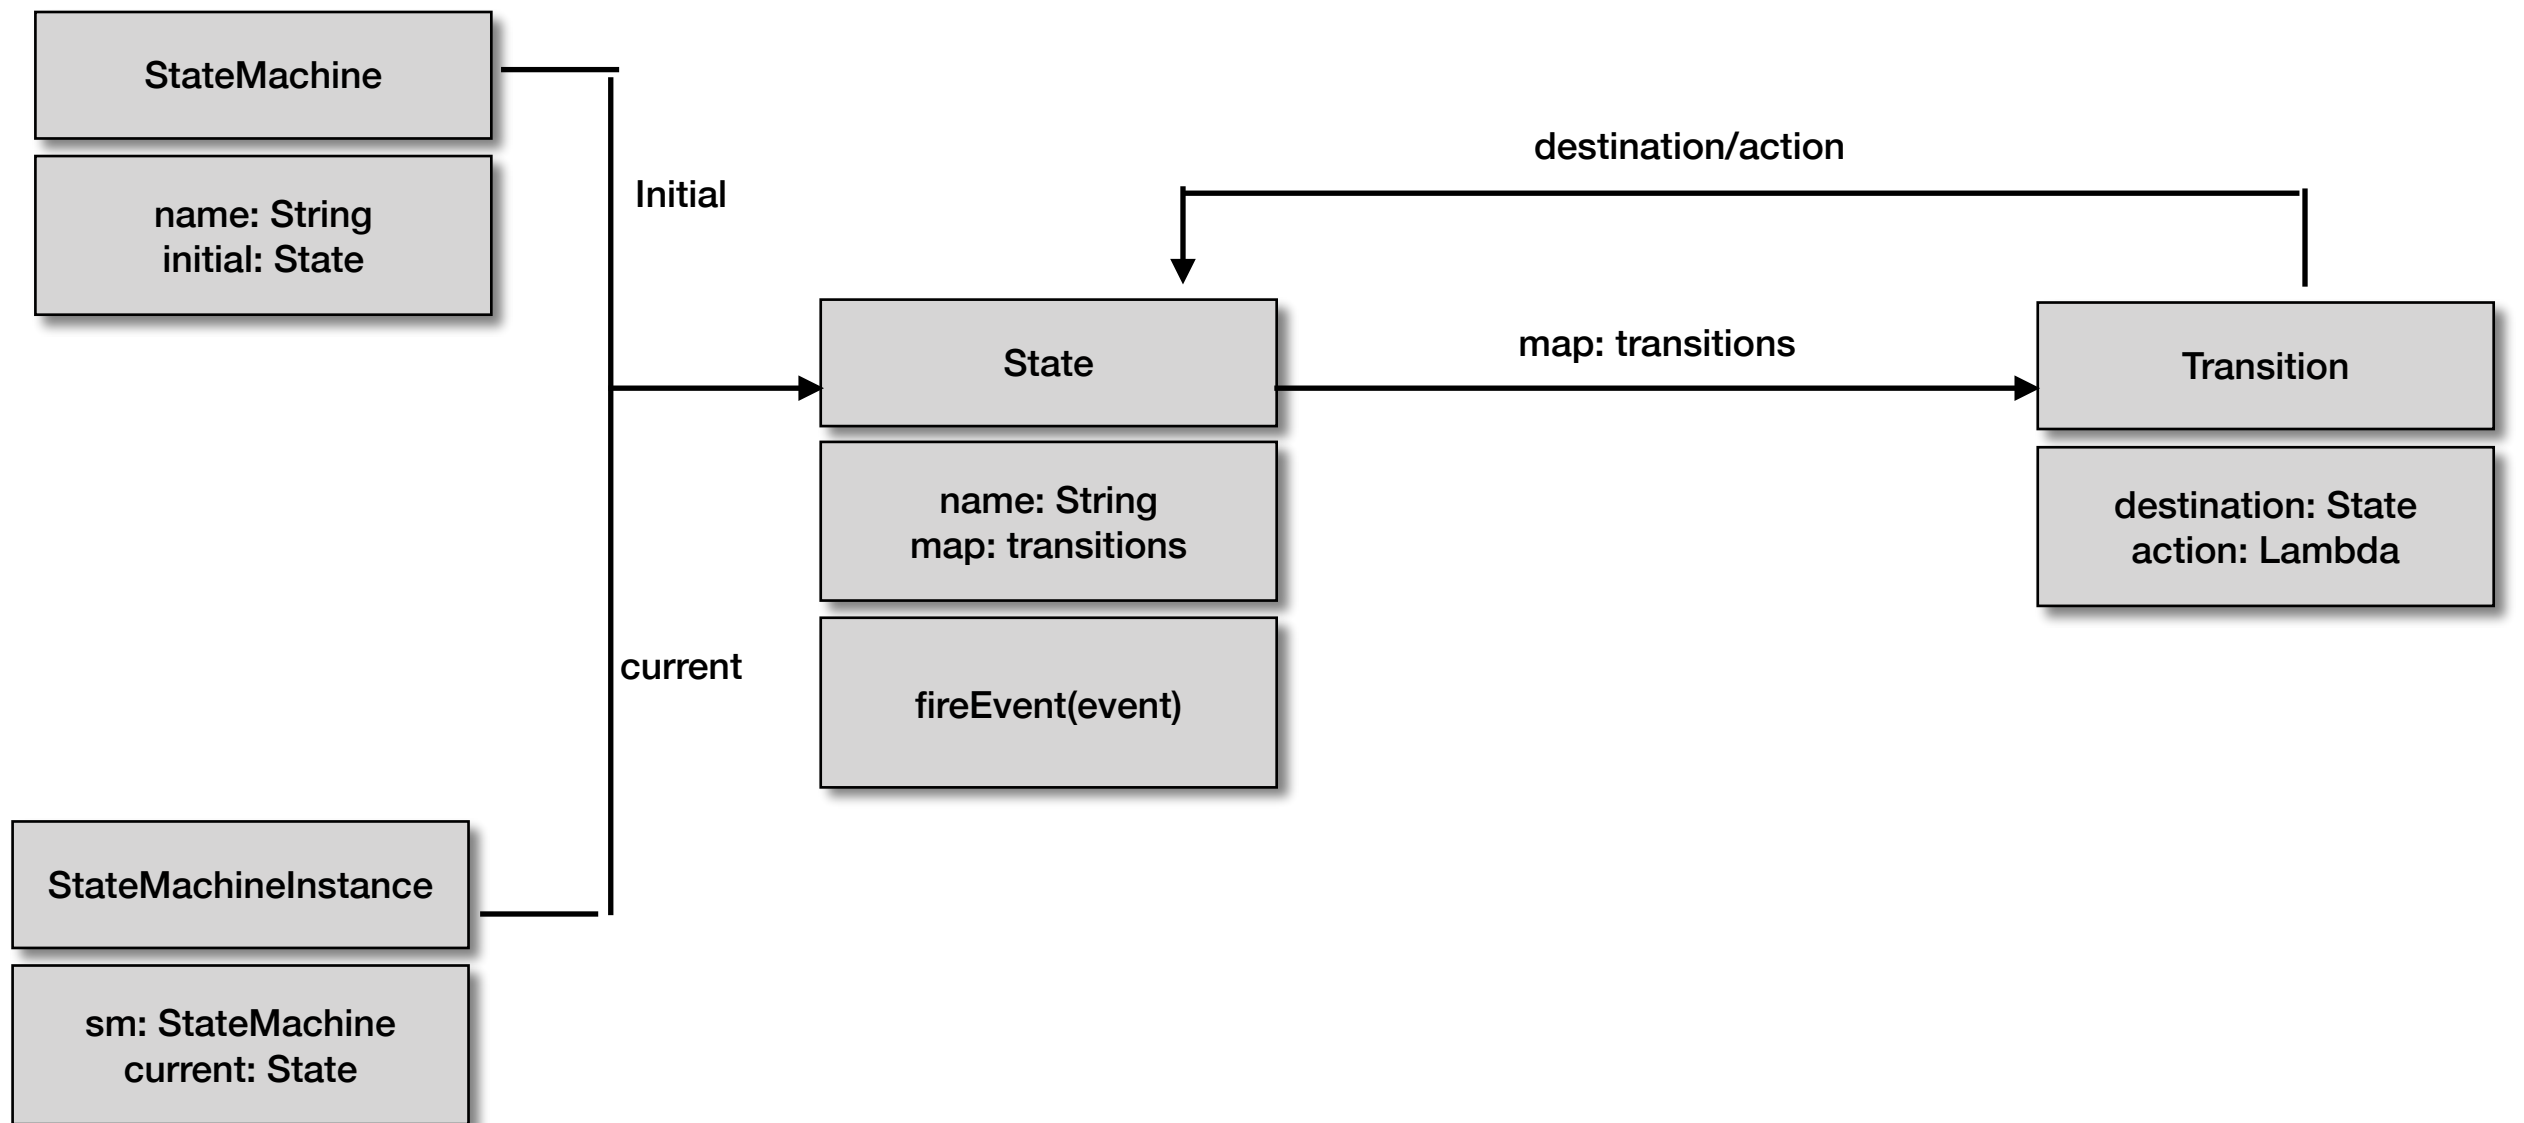 StateMachine
name: String
initial: State
Initial
destination/action
State
map: transitions
Transition
name: String
map: transitions
destination: State
action: Lambda
fireEvent(event)
current
StateMachineInstance
sm: StateMachine
current: State